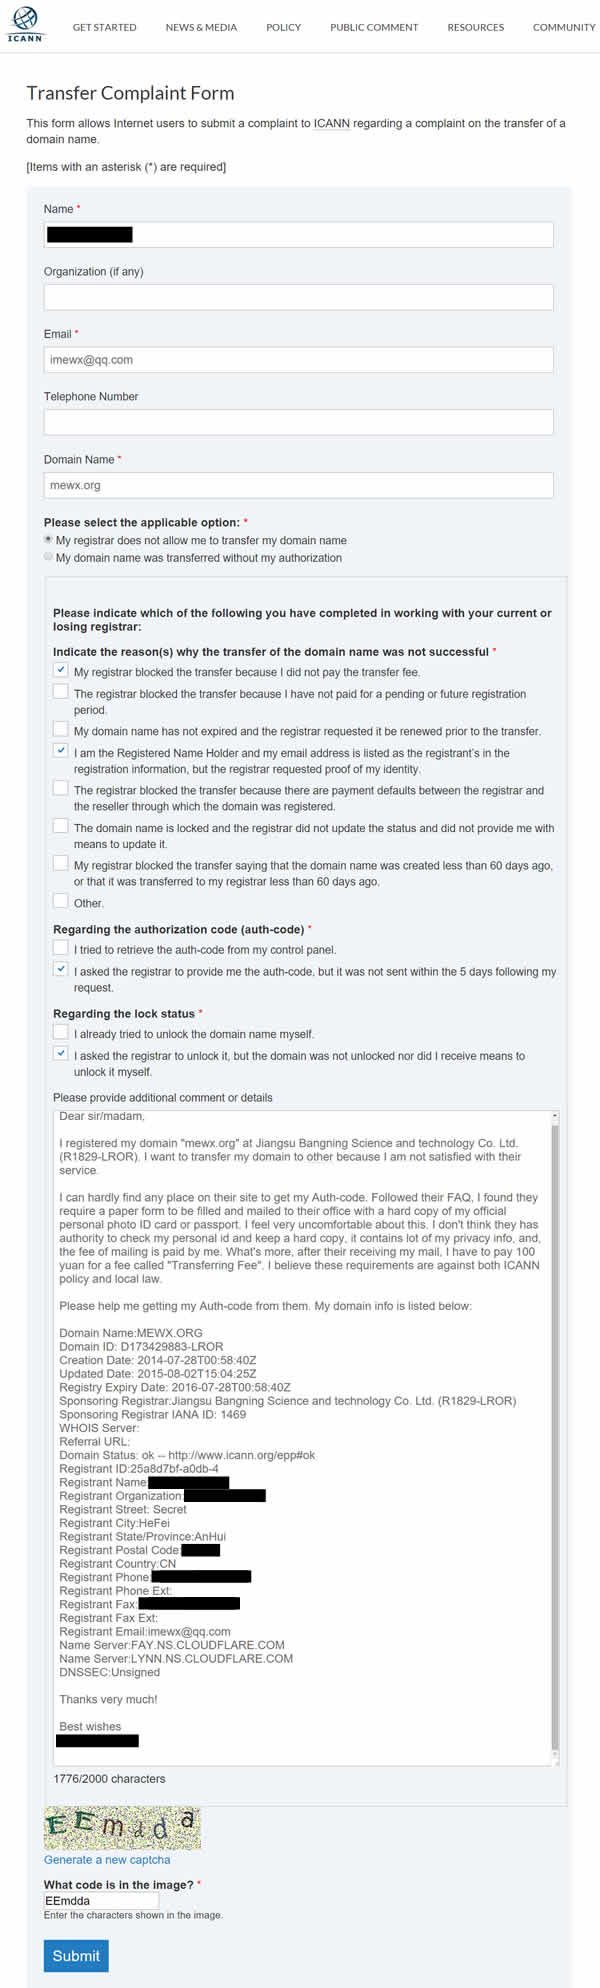 ICANN
GET STARTED
NEWS & MEDIA
POLICY
PUBLIC COMMENT
RESOURCES
COMMUNITY
Transfer Complaint Form
This form allows Internet users to submit a complaint to ICANN regarding a complaint on the transfer of a
domain name.
[Items with an asterisk (*) are required]
Name *
Organization (if any)
Email *
imewx@qq.com
Telephone Number
Domain Name *
mewx.org
Please select the applicable option: *
My registrar does not allow me to transfer my domain name
My domain name was transferred without my authorization
Please indicate which of the following you have completed in working with your current or
losing registrar:
Indicate the reason(s) why the transfer of the domain name was not successful *
My registrar blocked the transfer because I did not pay the transfer fee.
The registrar blocked the transfer because I have not paid for a pending or future registration
period.
My domain name has not expired and the registrar requested it be renewed prior to the transfer.
I am the Registered Name Holder and my email address is listed as the registrant's in the
registration information, but the registrar requested proof of my identity.
The registrar blocked the transfer because there are payment defaults between the registrar and
the reseller through which the domain was registered.
The domain name is locked and the registrar did not update the status and did not provide me with
means to update it.
My registrar blocked the transfer saying that the domain name was created less than 60 days ago,
or that it was transferred to my registrar less than 60 days ago.
Other.
Regarding the authorization code (auth-code) *
I tried to retrieve the auth-code from my control panel.
I asked the registrar to provide me the auth-code, but it was not sent within the 5 days following my
request.
Regarding the lock status *
I already tried to unlock the domain name myself.
I asked the registrar to unlock it, but the domain was not unlocked nor did I receive means to
unlock it myself.
Please provide additional comment or details
Dear sir/madam,
I registered my domain "mewx.org" at Jiangsu Bangning Science and technology Co. Ltd.
(R1829-LROR). I want to transfer my domain to other because I am not satisfied with their
service.
I can hardly find any place on their site to get my Auth-code. Followed their FAQ, I found they
require a paper form to be filled and mailed to their office with a hard copy of my official
personal photo ID card or passport. I feel very uncomfortable about this. I don't think they has
authority to check my personal id and keep a hard copy, it contains lot of my privacy info, and,
the fee of mailing is paid by me. What's more, after their receiving my mail, I have to pay 100
yuan for a fee called "Transferring Fee". I believe these requirements are against both ICANN
policy and local law.
Please help me getting my Auth-code from them. My domain info is listed below:
Domain Name:MEWX.ORG
Domain ID: D173429883-LROR
Creation Date: 2014-07-28T00:58:40Z
Updated Date: 2015-08-02T15:04:25Z
Registry Expiry Date: 2016-07-28T00:58:40Z
Sponsoring Registrar:Jiangsu Bangning Science and technology Co. Ltd. (R1829-LROR)
Sponsoring Registrar IANA ID: 1469
WHOIS Server:
Referral URL:
Domain Status: ok -- http://www.icann.org/epp#ok
Registrant ID:25a8d7bf-a0db-4
Registrant Name:
Registrant Organization:
Registrant Street: Secret
Registrant City:HeFei
Registrant State/Province:AnHui
Registrant Postal Code:
Registrant Country:CN
Registrant Phone:
Registrant Phone Ext:
Registrant Fax:
Registrant Fax Ext:
Registrant Email:imewx@qq.com
Name Server:FAY.NS.CLOUDFLARE.COM
Name Server:LYNN.NS.CLOUDFLARE.COM
DNSSEC:Unsigned
Thanks very much!
Best wishes
1776/2000 characters
EEmdda
Generate a new captcha
What code is in the image? *
EEmdda
Enter the characters shown in the image.
Submit